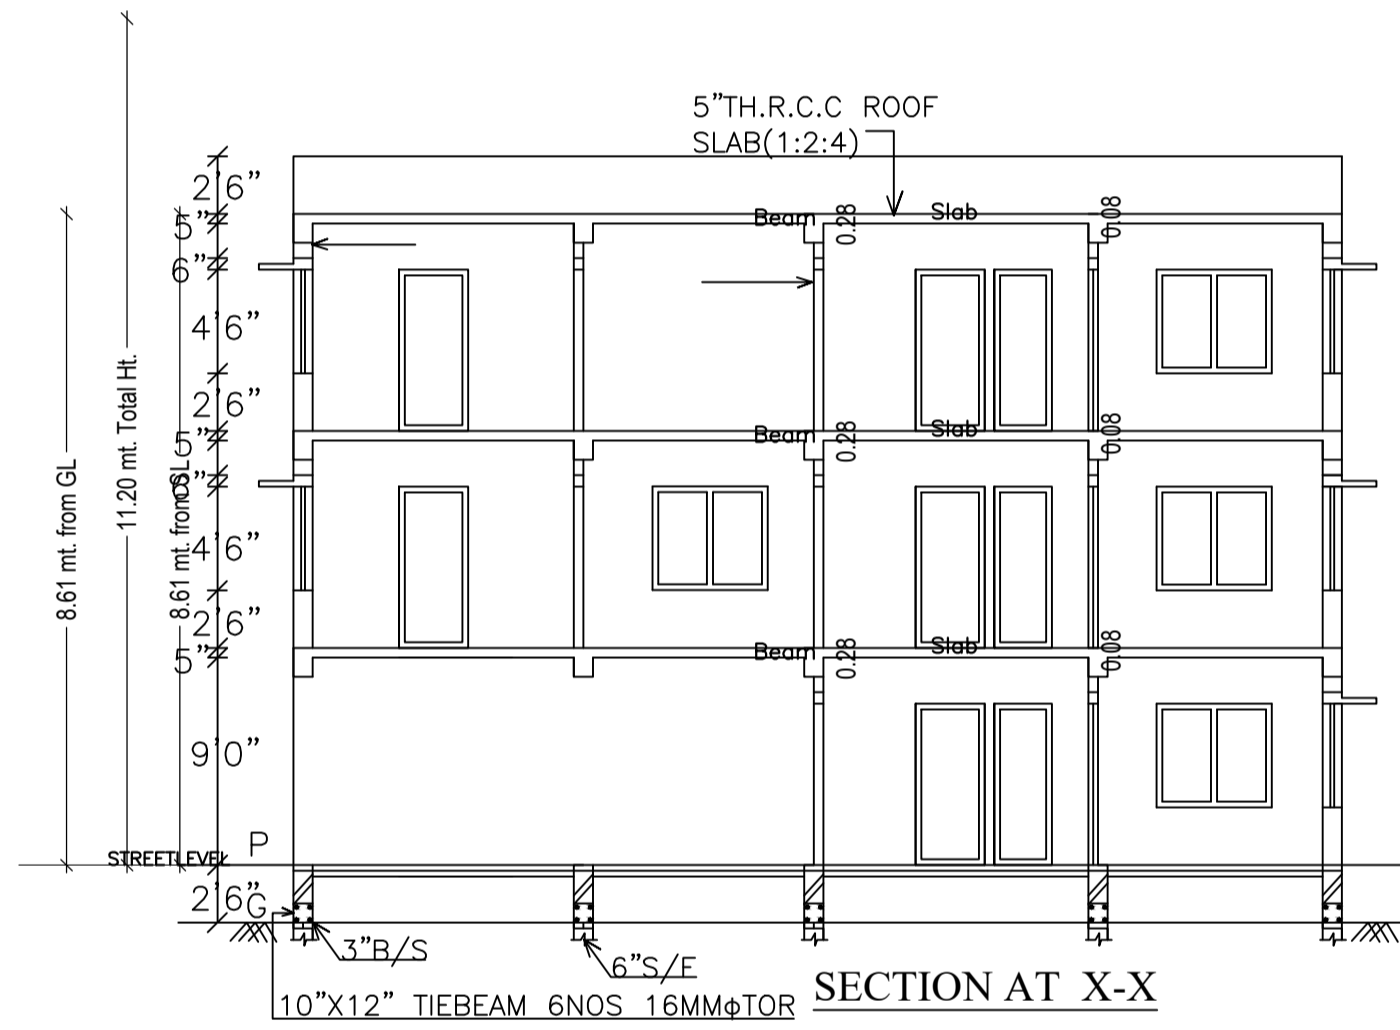 5”TH.R.C.C ROOF
SLAB(1:2:4)
2’6”
5”
6”
4’6”
2’6”
5”
6”
4’6”
2’6”
5”
9’0”
P
2’6”
G
8.61 mt. from GL
11.20 mt. Total Ht.
8.61 mt. from SL
Beam
0.28
Slab
0.08
Beam
0.28
Slab
0.08
Beam
0.28
Slab
0.08
STREETLEVEL
3”B/S
6”S/F
10”X12” TIEBEAM 6NOS 16MMϕTOR
SECTION AT X-X